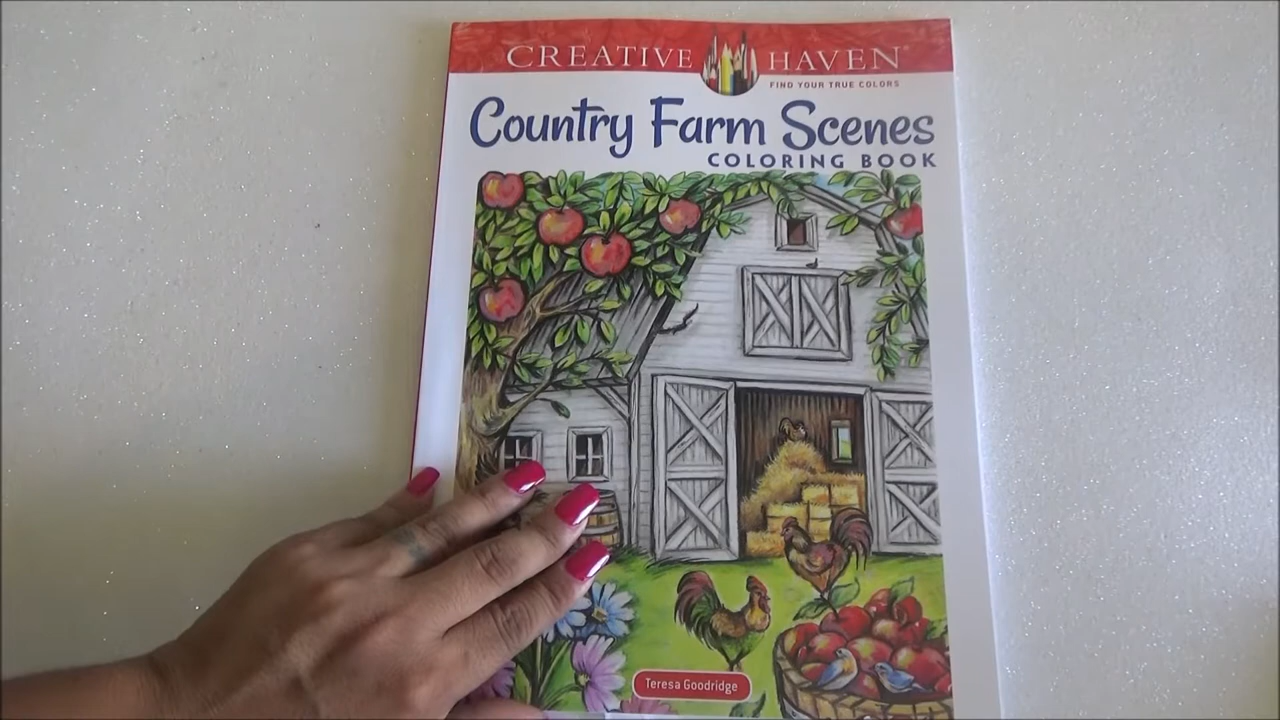 CREATIVE HAVEN
FIND YOUR TRUE COLORS
Country Farm Scenes
COLORING BOOK
Teresa Goodridge